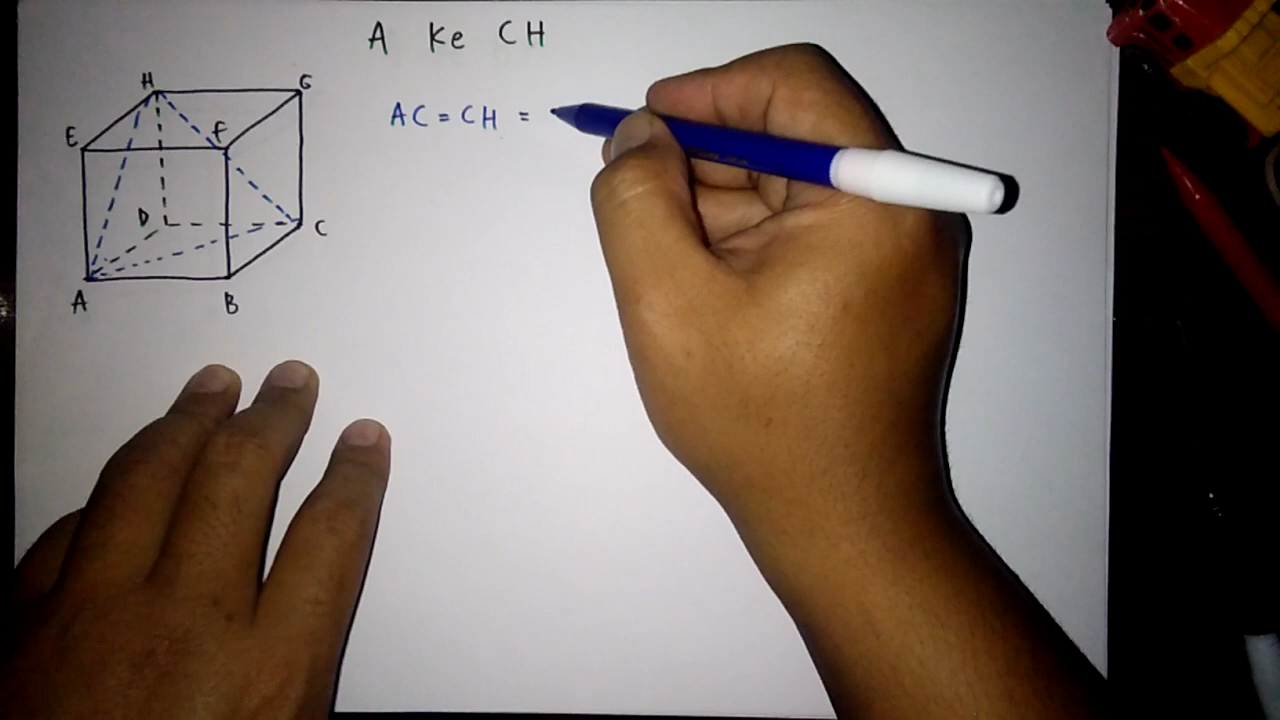 A Ke CH
AC = CH =
H G
E F
D C
A B